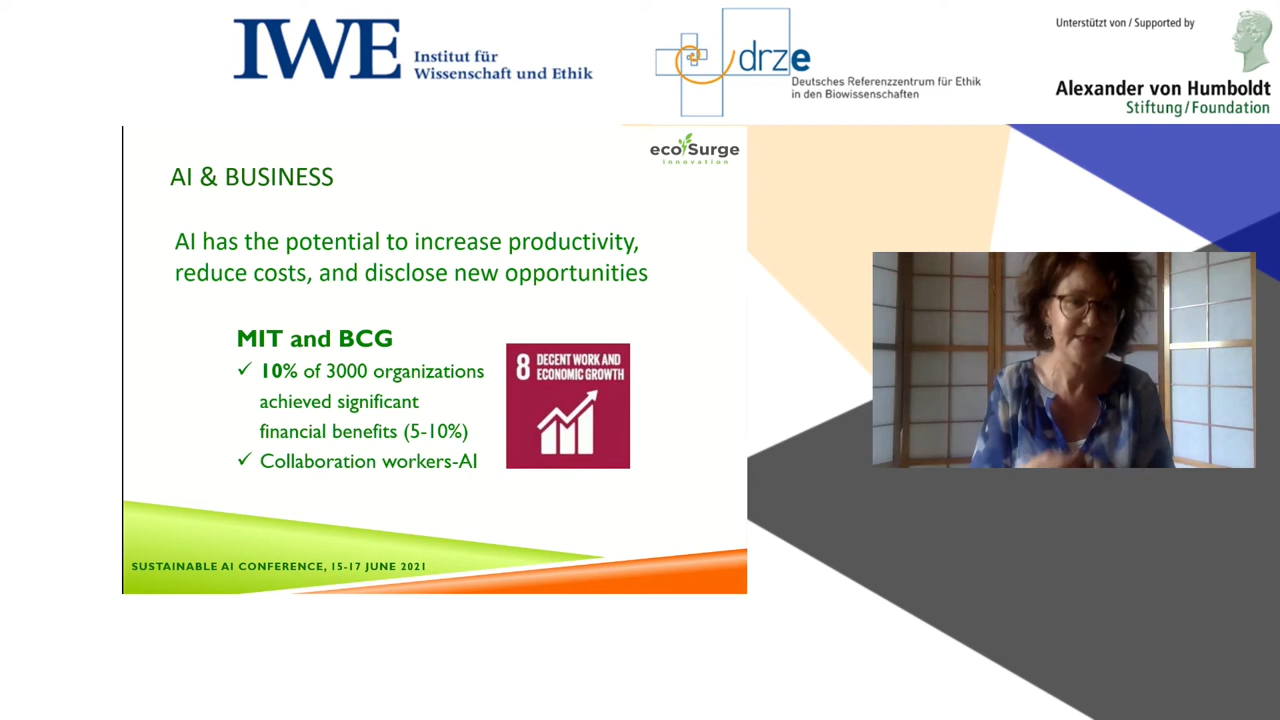 IWE Institut für
Wissenschaft und Ethik
drze
Deutsches Referenzzentrum für Ethik
in den Biowissenschaften
Unterstützt von / Supported by
Alexander von Humboldt
Stiftung/Foundation
ecoSurge
innovation
AI & BUSINESS
AI has the potential to increase productivity,
reduce costs, and disclose new opportunities
MIT and BCG
✓ 10% of 3000 organizations
achieved significant
financial benefits (5-10%)
✓ Collaboration workers-AI
8 DECENT WORK AND
ECONOMIC GROWTH
SUSTAINABLE AI CONFERENCE, 15-17 JUNE 2021